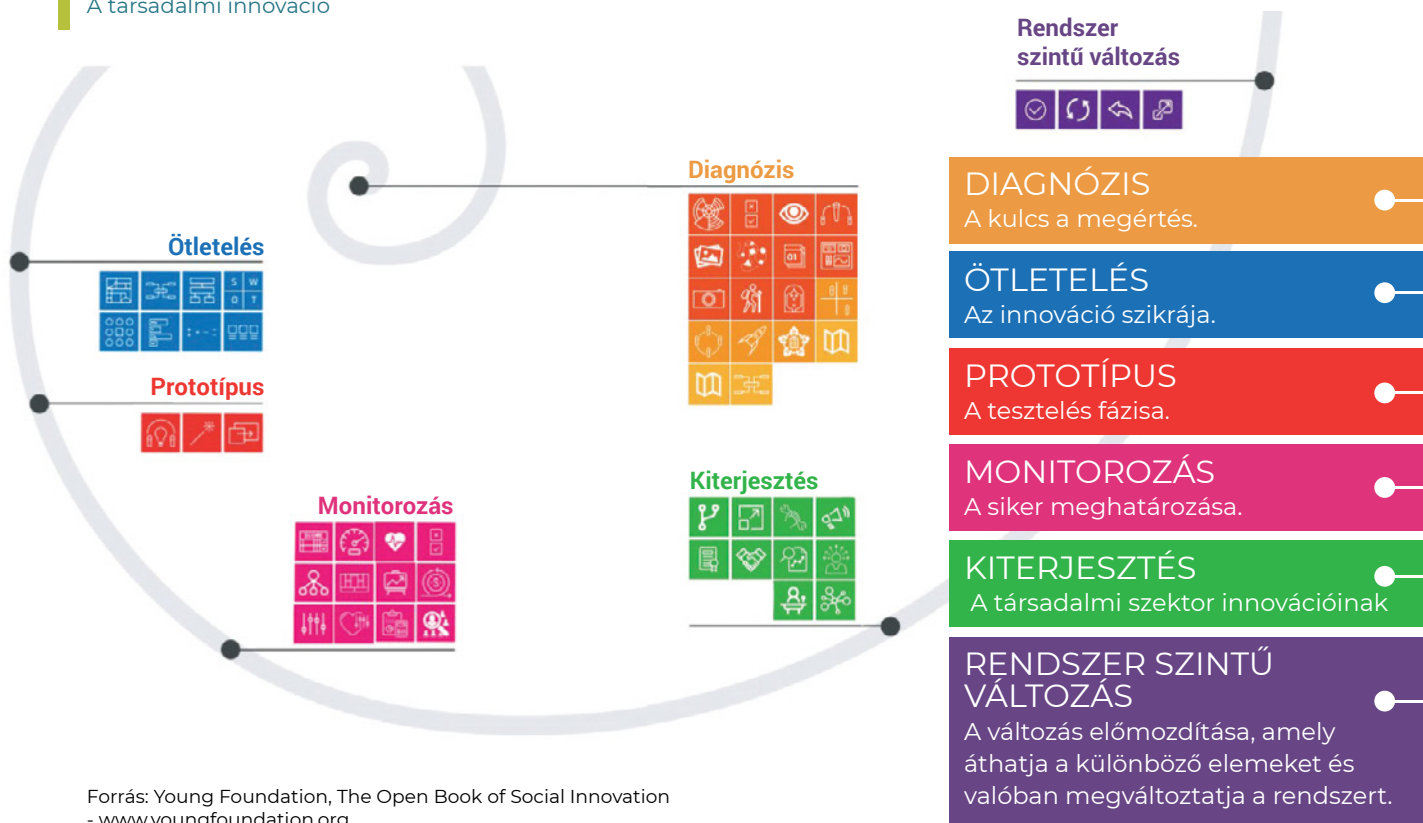 A társadalmi innováció
Rendszer
szintű változás
Diagnózis
Ötletelés
S W
O T
Prototípus
Monitorozás
Kiterjesztés
DIAGNÓZIS
A kulcs a megértés.
ÖTLETELÉS
Az innováció szikrája.
PROTOTÍPUS
A tesztelés fázisa.
MONITOROZÁS
A siker meghatározása.
KITERJESZTÉS
A társadalmi szektor innovációinak
RENDSZER SZINTŰ
VÁLTOZÁS
A változás előmozdítása, amely
áthatja a különböző elemeket és
valóban megváltoztatja a rendszert.
Forrás: Young Foundation, The Open Book of Social Innovation
- www.youngfoundation.org